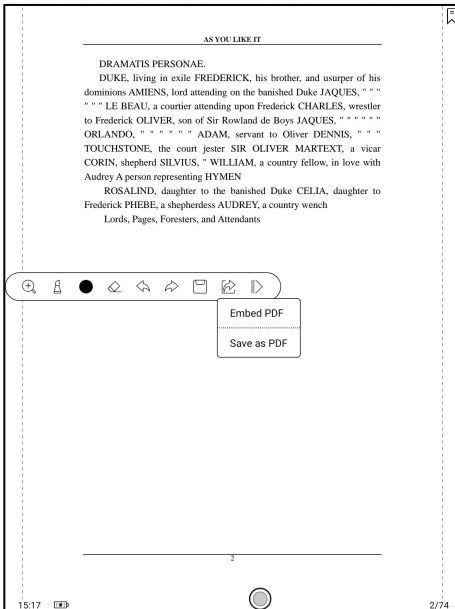 AS YOU LIKE IT
DRAMATIS PERSONAE.
DUKE, living in exile FREDERICK, his brother, and usurper of his
dominions AMIENS, lord attending on the banished Duke JAQUES, " " "
" " " LE BEAU, a courtier attending upon Frederick CHARLES, wrestler
to Frederick OLIVER, son of Sir Rowland de Boys JAQUES, " " " " " "
ORLANDO, " " " " " " ADAM, servant to Oliver DENNIS, " " "
TOUCHSTONE, the court jester SIR OLIVER MARTEXT, a vicar
CORIN, shepherd SILVIUS, " WILLIAM, a country fellow, in love with
Audrey A person representing HYMEN
ROSALIND, daughter to the banished Duke CELIA, daughter to
Frederick PHEBE, a shepherdess AUDREY, a country wench
Lords, Pages, Foresters, and Attendants
Embed PDF
Save as PDF
2
15:17
2/74